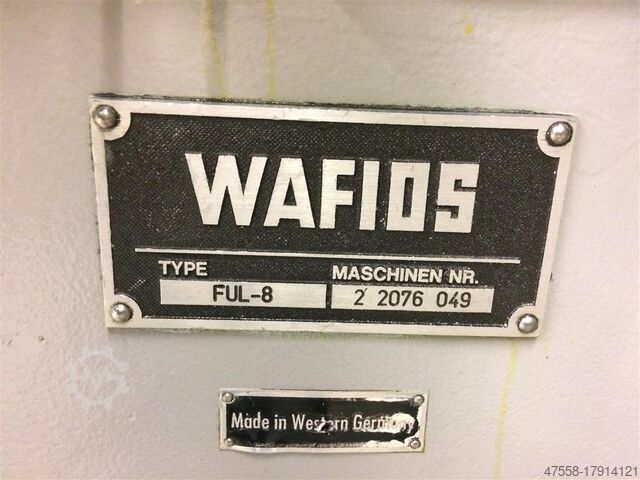 WAFIOS
TYPE MASCHINEN NR.
FUL-8 2 2076 049
Made in Western Germany
47558-17914121